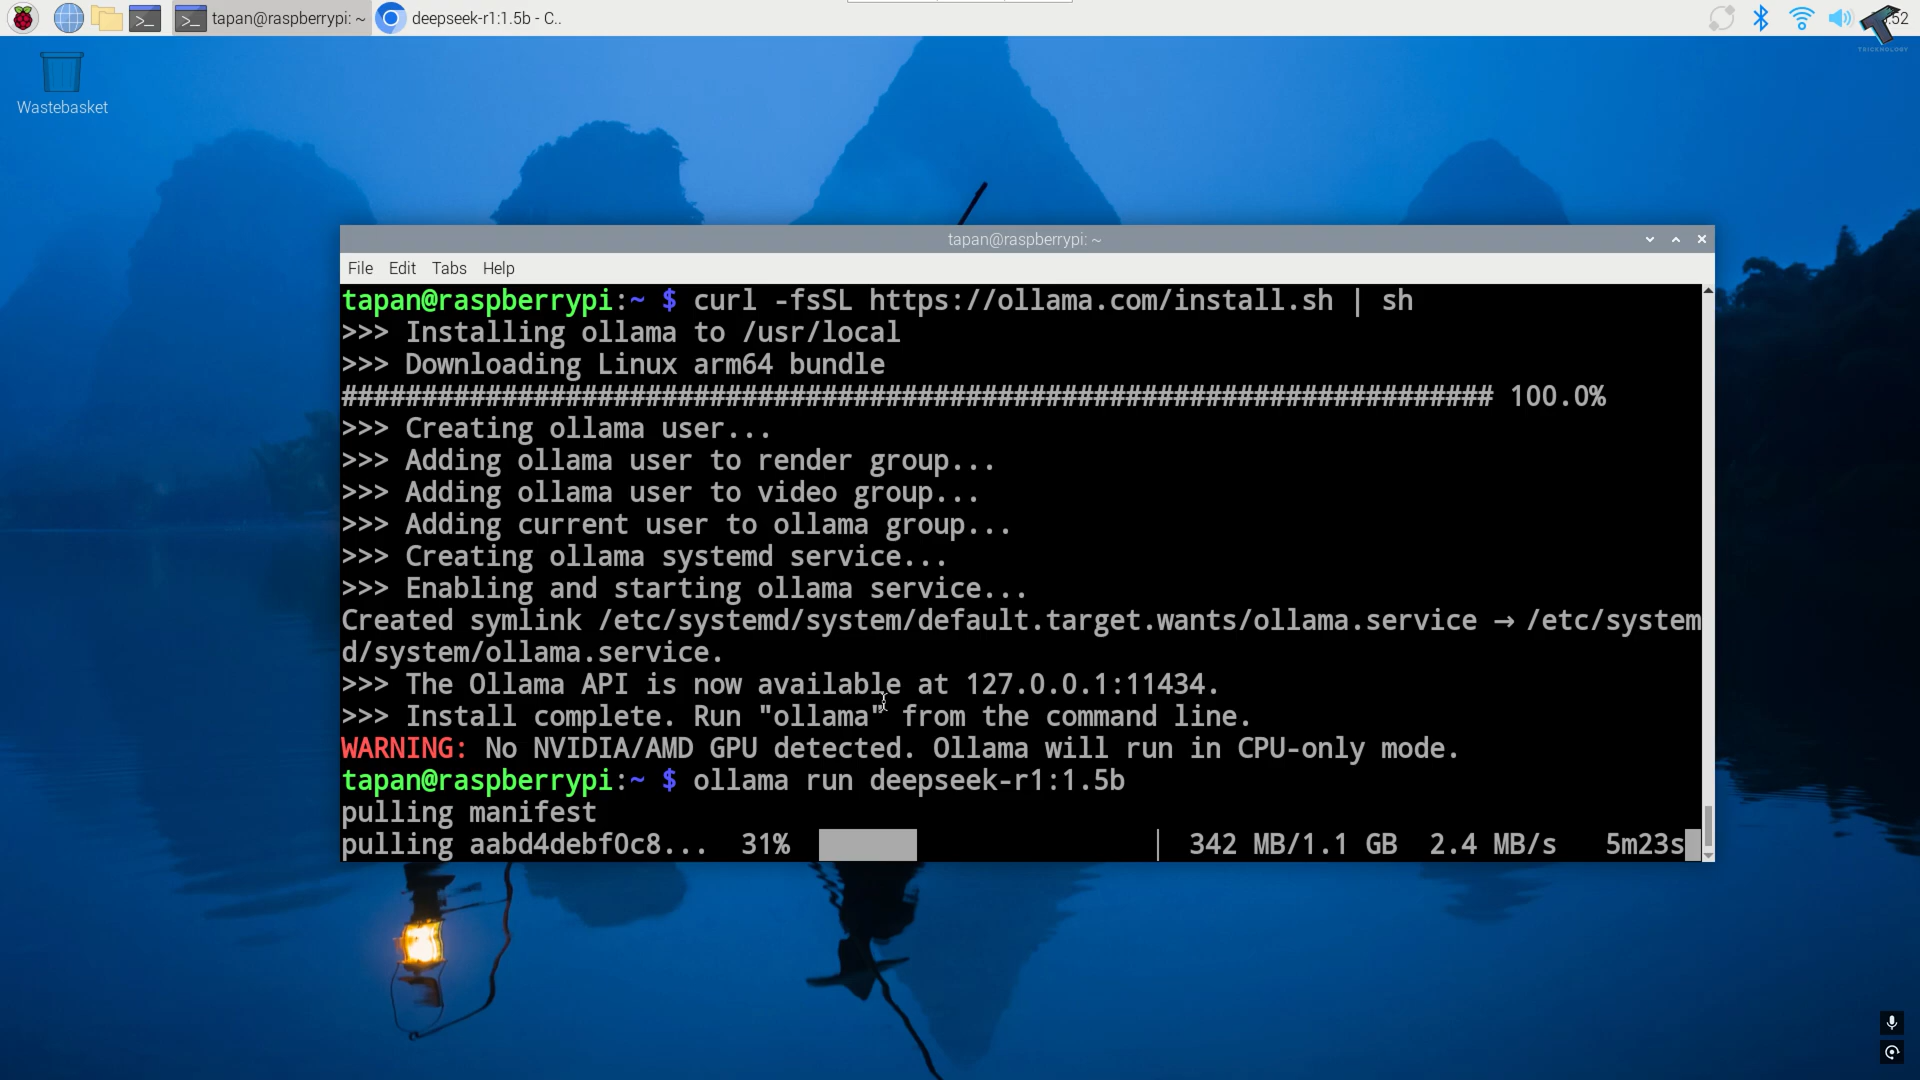 tapan@raspberrypi: ~
deepseek-r1:1.5b - C..
:52
TRICKNOLOGY
Wastebasket
tapan@raspberrypi: ~
File Edit Tabs Help
tapan@raspberrypi:~ $ curl -fsSL https://ollama.com/install.sh | sh
>>> Installing ollama to /usr/local
>>> Downloading Linux arm64 bundle
######################################################################## 100.0%
>>> Creating ollama user...
>>> Adding ollama user to render group...
>>> Adding ollama user to video group...
>>> Adding current user to ollama group...
>>> Creating ollama systemd service...
>>> Enabling and starting ollama service...
Created symlink /etc/systemd/system/default.target.wants/ollama.service → /etc/system
d/system/ollama.service.
>>> The Ollama API is now available at 127.0.0.1:11434.
>>> Install complete. Run "ollama" from the command line.
WARNING: No NVIDIA/AMD GPU detected. Ollama will run in CPU-only mode.
tapan@raspberrypi:~ $ ollama run deepseek-r1:1.5b
pulling manifest
pulling aabd4debf0c8... 31% | 342 MB/1.1 GB 2.4 MB/s 5m23s